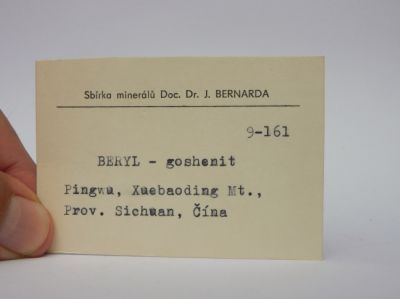 Sbírka minerálů Doc. Dr. J. BERNARDA
9-161
BERYL - goshenit
Pingwu, Xuebaoding Mt.,
Prov. Sichuan, Čína